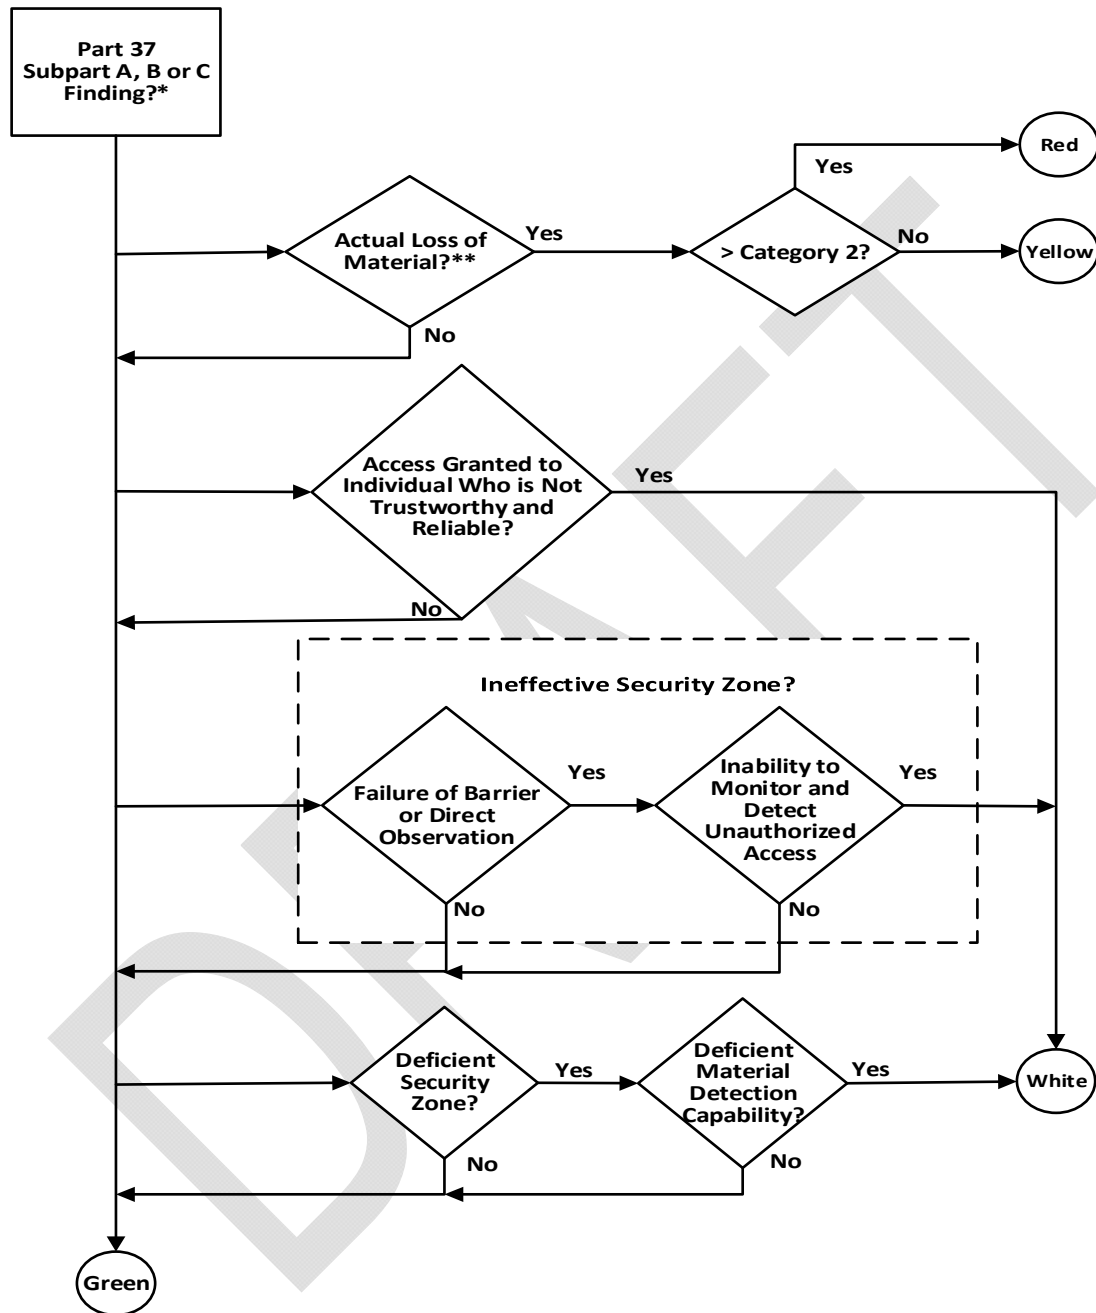 Part 37
Subpart A, B or C
Finding?*
Red
Yes
Actual Loss of
Material?**
Yes
> Category 2?
No
Yellow
No
Access Granted to
Individual Who is Not
Trustworthy and
Reliable?
Yes
No
Ineffective Security Zone?
Failure of Barrier
or Direct
Observation
Yes
Inability to
Monitor and
Detect
Unauthorized
Access
Yes
No
No
Deficient
Security
Zone?
Yes
Deficient
Material
Detection
Capability?
Yes
White
No
No
Green
DRAFT